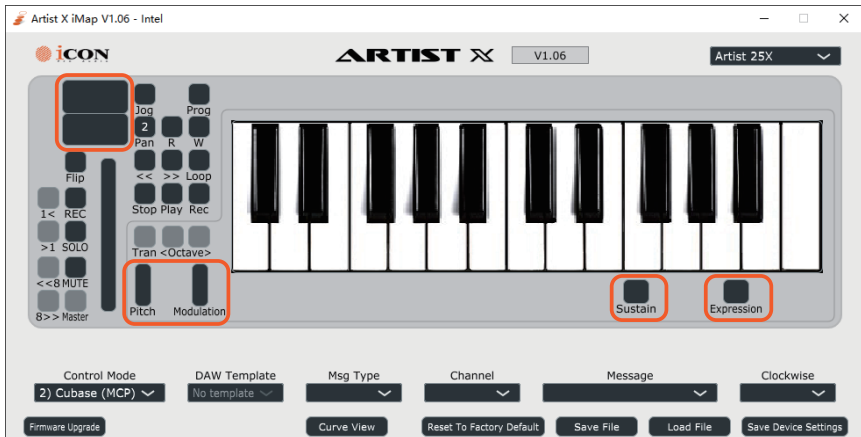 Artist X iMap V1.06 - Intel
iCON
ARTIST X
V1.06
Artist 25X
Jog Prog
2
Pan R W
Flip << >> Loop
1< REC Stop Play Rec
>1 SOLO Tran <Octave>
<<8 MUTE
8>> Master Pitch Modulation
Sustain Expression
Control Mode DAW Template Msg Type Channel Message Clockwise
2) Cubase (MCP) No template
Firmware Upgrade Curve View Reset To Factory Default Save File Load File Save Device Settings